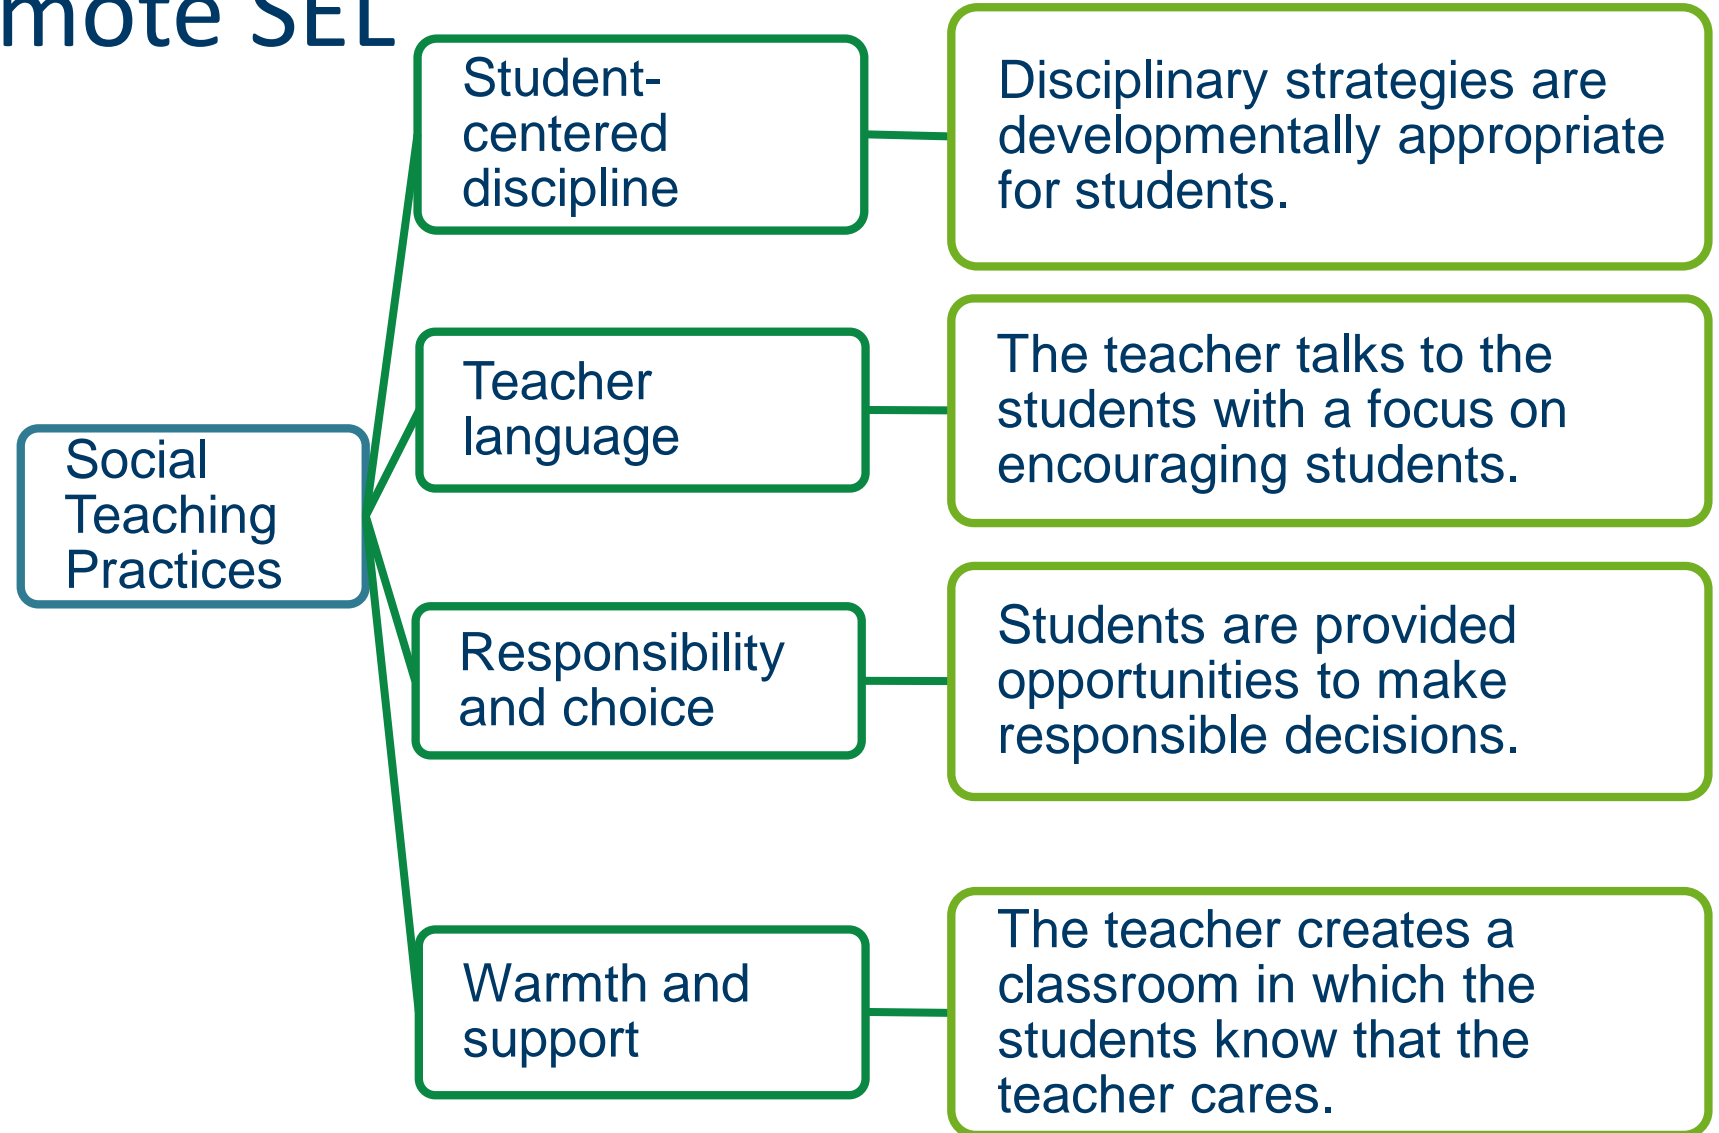 mote SEL
Student-
centered
discipline
Disciplinary strategies are
developmentally appropriate
for students.
Teacher
language
The teacher talks to the
students with a focus on
encouraging students.
Social
Teaching
Practices
Responsibility
and choice
Students are provided
opportunities to make
responsible decisions.
Warmth and
support
The teacher creates a
classroom in which the
students know that the
teacher cares.